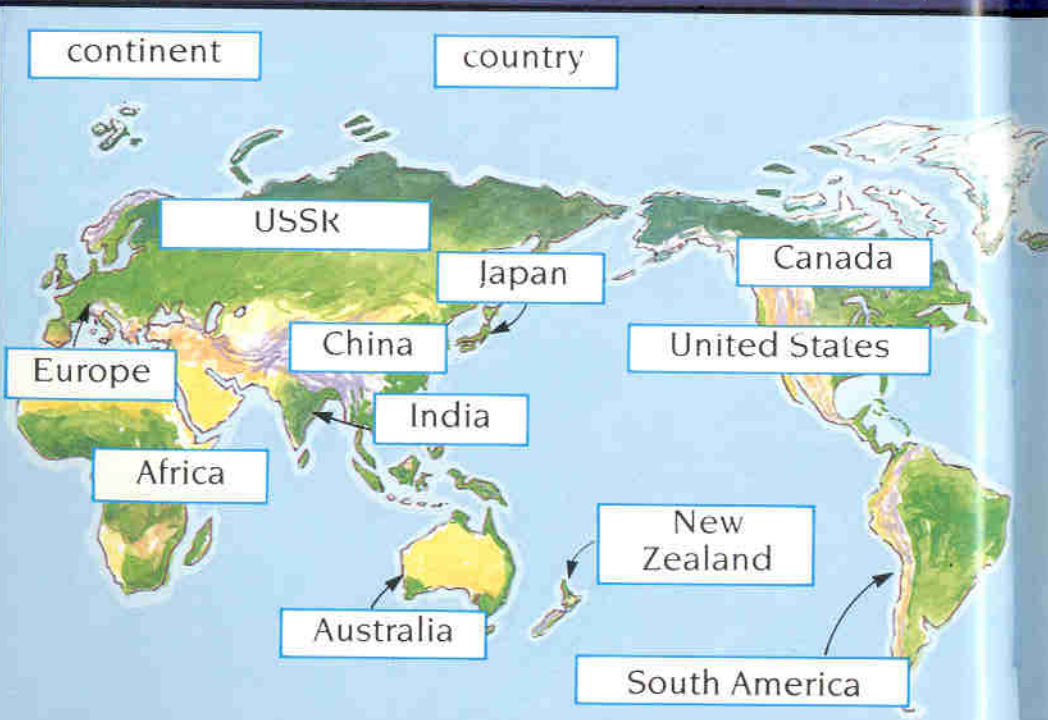 continent
country
USSR
Japan
Canada
China
United States
Europe
India
Africa
New
Zealand
Australia
South America